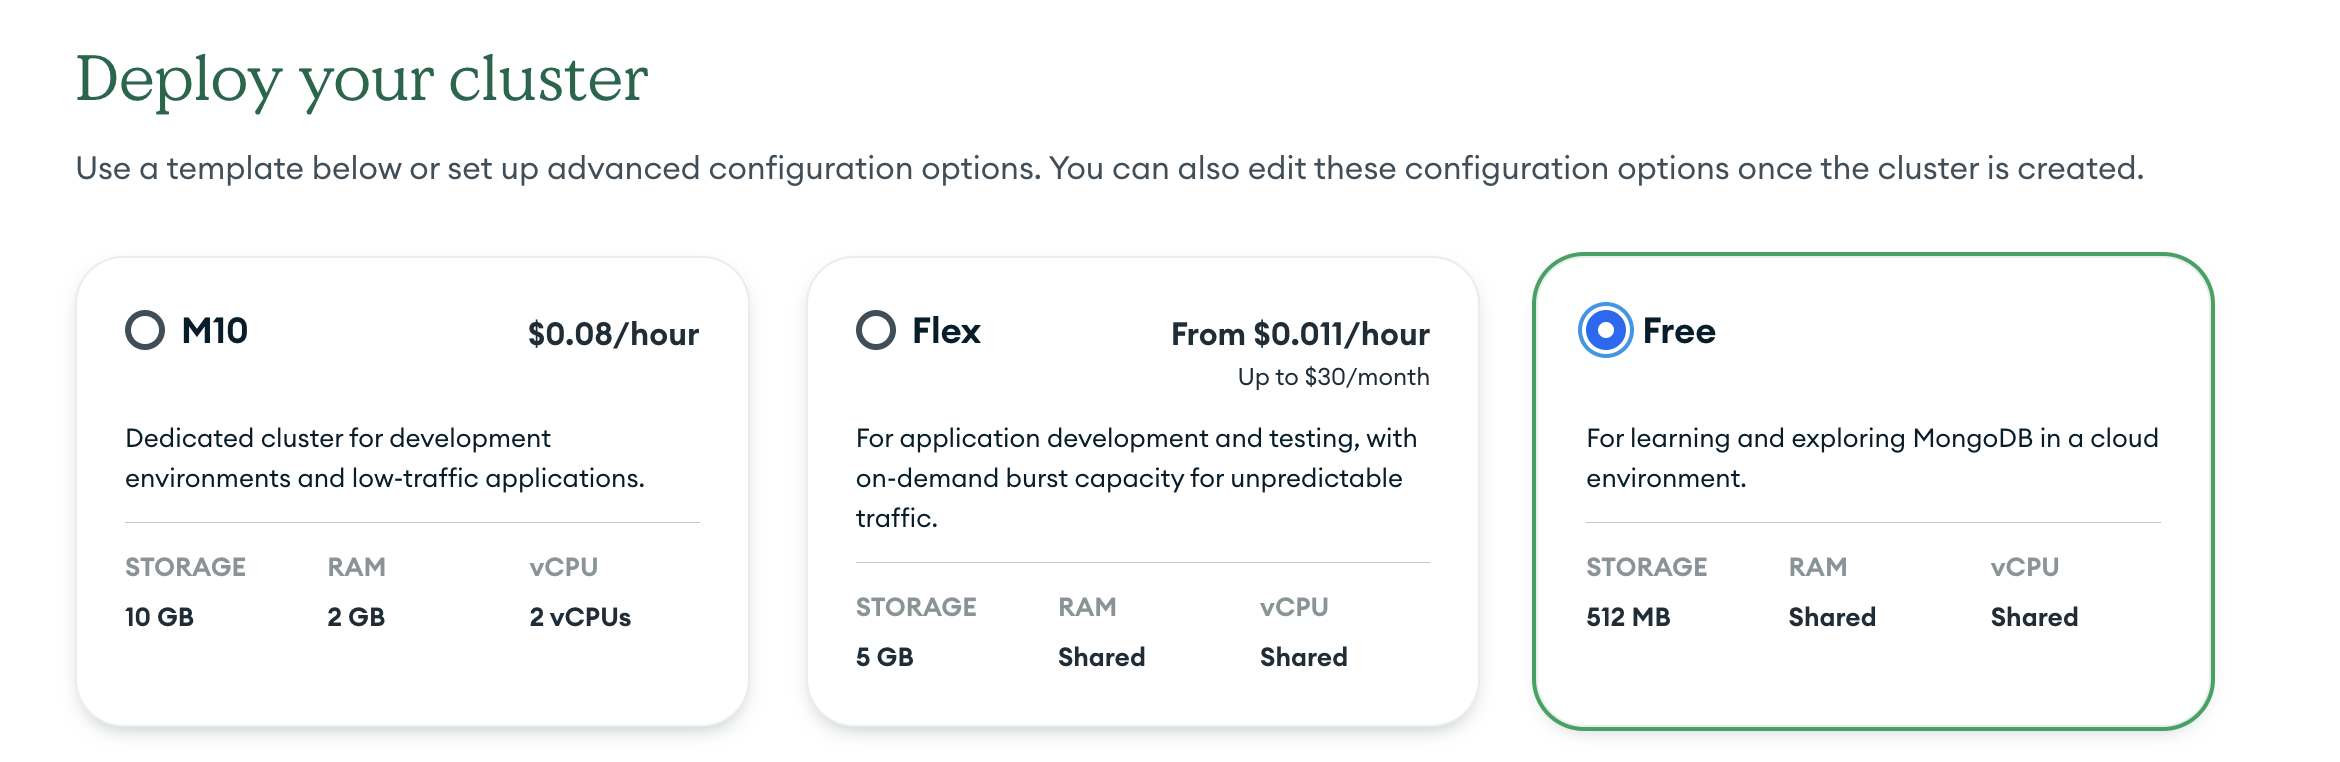 Deploy your cluster
Use a template below or set up advanced configuration options. You can also edit these configuration options once the cluster is created.
M10
$0.08/hour
Dedicated cluster for development
environments and low-traffic applications.
STORAGE RAM vCPU
10 GB 2 GB 2 vCPUs
Flex
From $0.011/hour
Up to $30/month
For application development and testing, with
on-demand burst capacity for unpredictable
traffic.
STORAGE RAM vCPU
5 GB Shared Shared
Free
For learning and exploring MongoDB in a cloud
environment.
STORAGE RAM vCPU
512 MB Shared Shared